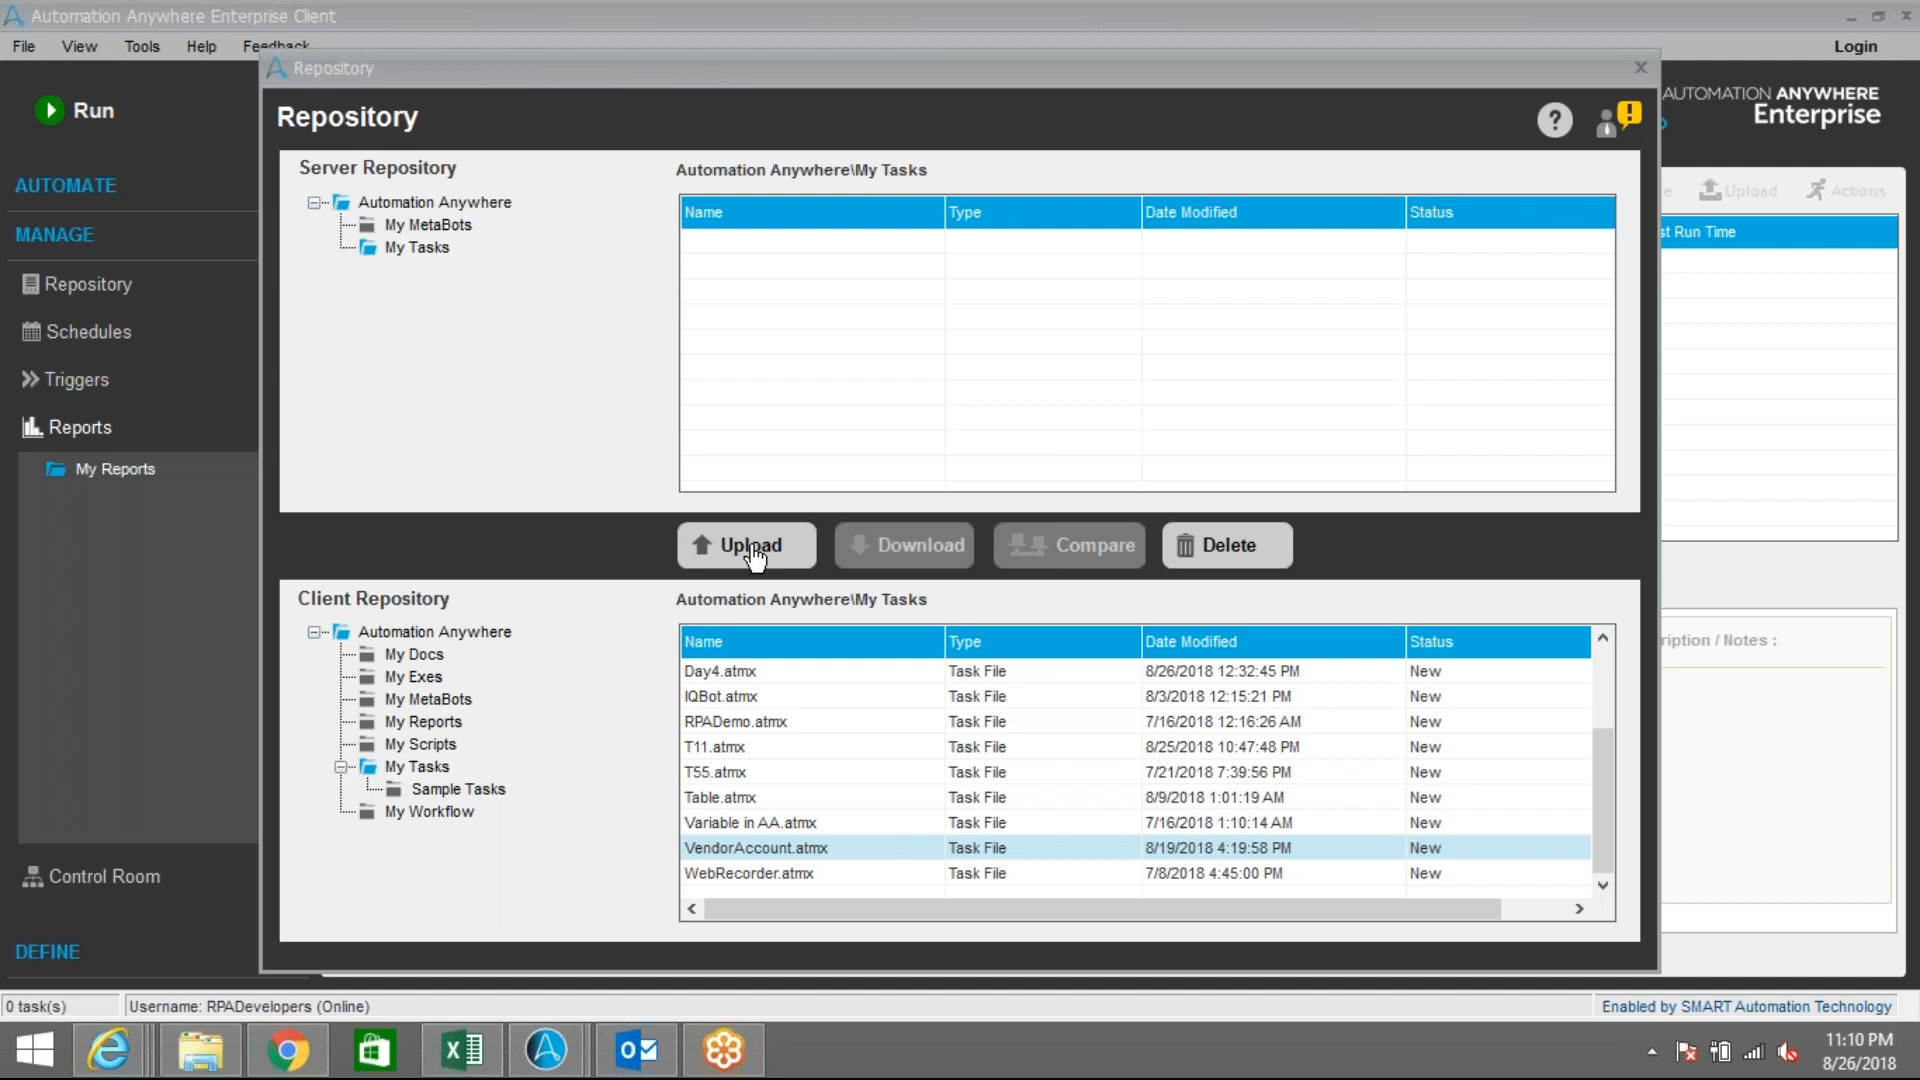 Automation Anywhere Enterprise Client
File View Tools Help Feedback Login
Repository
Run
Repository
AUTOMATION ANYWHERE
Enterprise
Server Repository
Automation Anywhere\My Tasks
AUTOMATE
Automation Anywhere
My MetaBots
My Tasks
Name Type Date Modified Status
Upload Actions
st Run Time
MANAGE
Repository
Schedules
Triggers
Reports
My Reports
Upload Download Compare Delete
Client Repository
Automation Anywhere\My Tasks
Automation Anywhere
My Docs
My Exes
My MetaBots
My Reports
My Scripts
My Tasks
Sample Tasks
My Workflow
Name Type Date Modified Status
Day4.atmx Task File 8/26/2018 12:32:45 PM New
IQBot.atmx Task File 8/3/2018 12:15:21 PM New
RPADemo.atmx Task File 7/16/2018 12:16:26 AM New
T11.atmx Task File 8/25/2018 10:47:48 PM New
T55.atmx Task File 7/21/2018 7:39:56 PM New
Table.atmx Task File 8/9/2018 1:01:19 AM New
Variable in AA.atmx Task File 7/16/2018 1:10:14 AM New
VendorAccount.atmx Task File 8/19/2018 4:19:58 PM New
WebRecorder.atmx Task File 7/8/2018 4:45:00 PM New
ription / Notes :
Control Room
DEFINE
0 task(s) Username: RPADevelopers (Online) Enabled by SMART Automation Technology
11:10 PM
8/26/2018